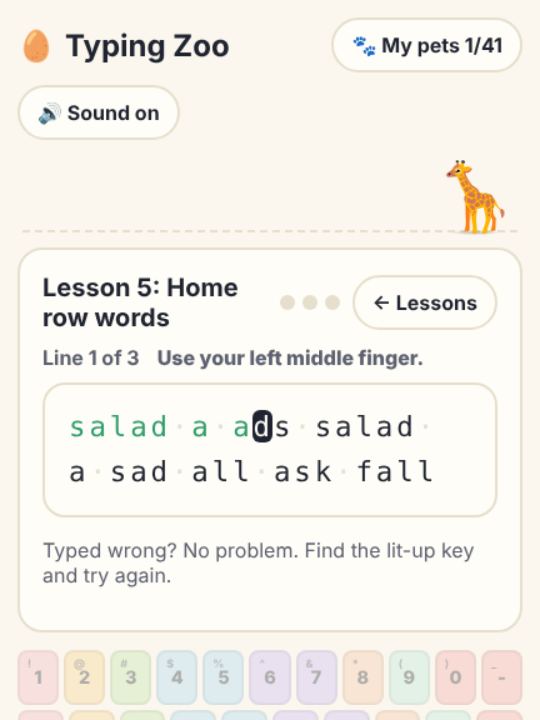 Typing Zoo
My pets 1/41
Sound on
Lesson 5: Home
row words
← Lessons
Line 1 of 3 Use your left middle finger.
salad·a·ads·salad·
a·sad·all·ask·fall
Typed wrong? No problem. Find the lit-up key
and try again.
! 1 @ 2 # 3 $ 4 % 5 ^ 6 & 7 * 8 ( 9 ) 0 _ -